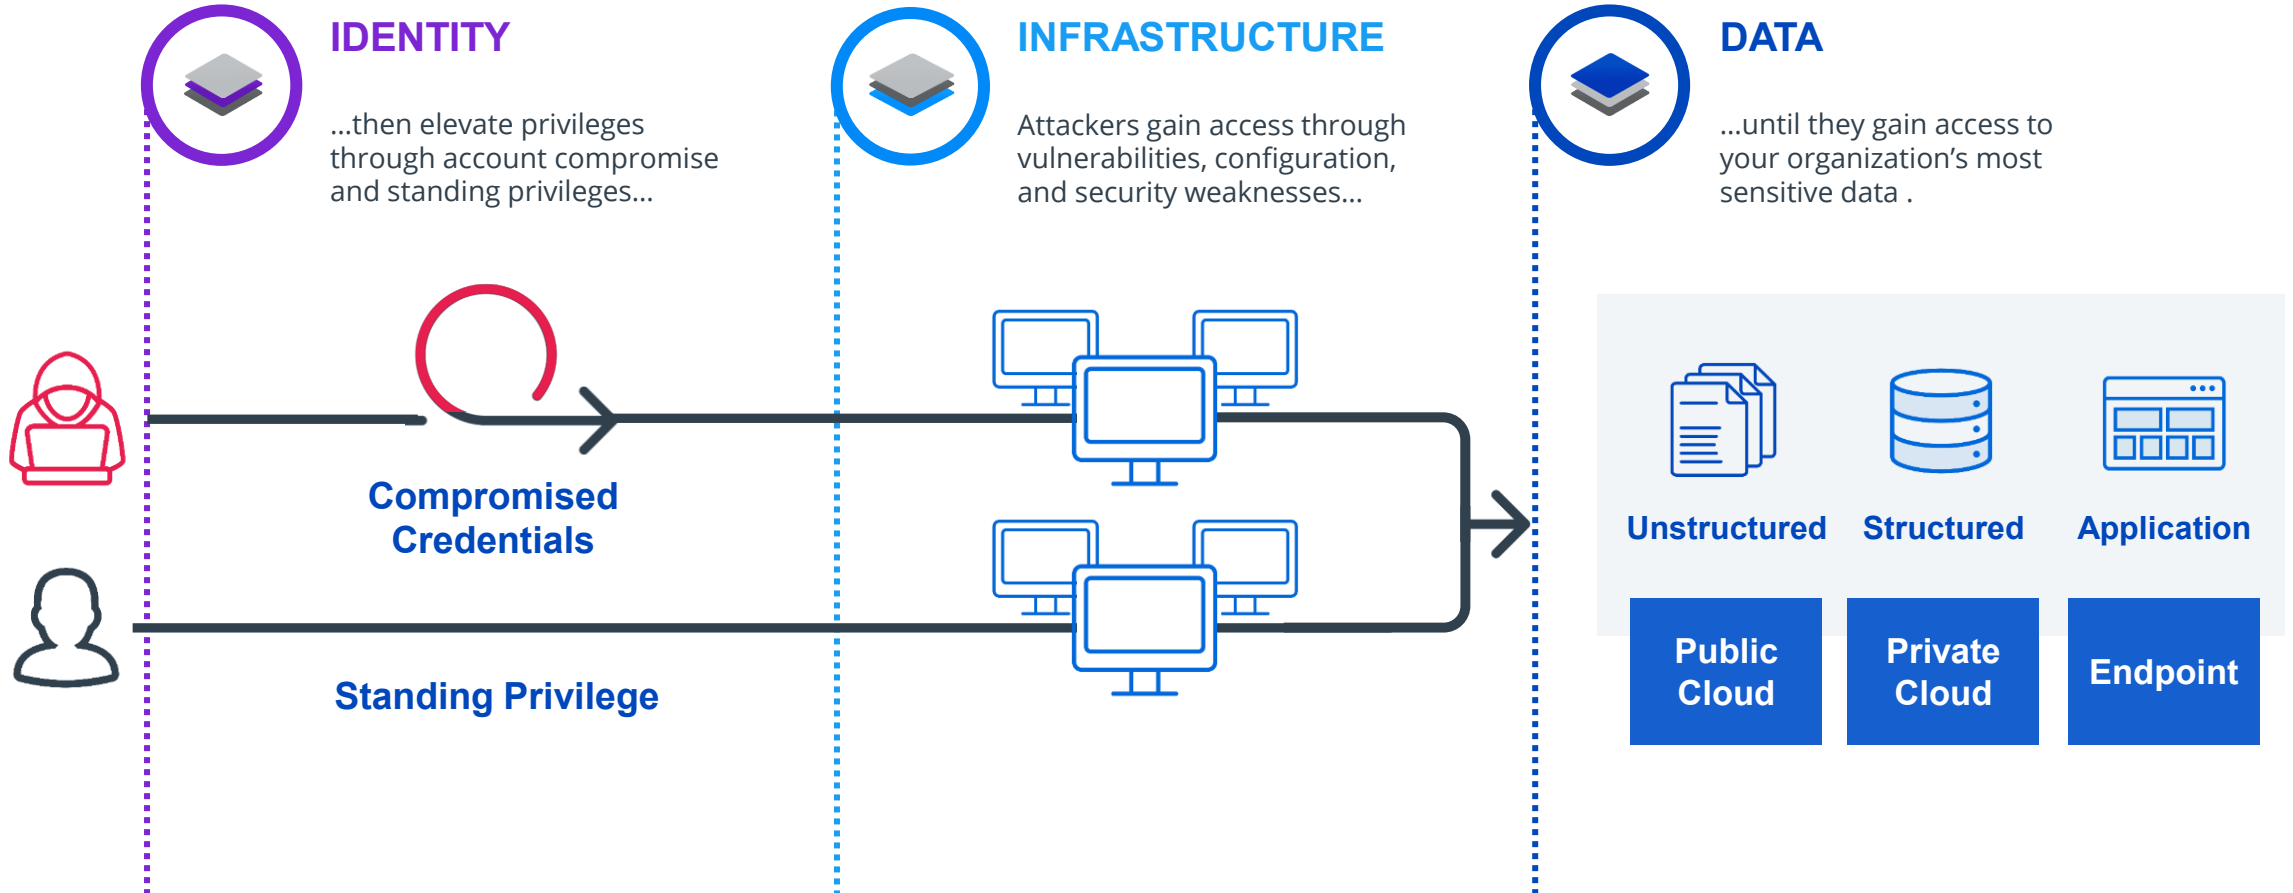 IDENTITY
...then elevate privileges
through account compromise
and standing privileges...
INFRASTRUCTURE
Attackers gain access through
vulnerabilities, configuration,
and security weaknesses...
DATA
...until they gain access to
your organization’s most
sensitive data .
Compromised
Credentials
Standing Privilege
Unstructured
Structured
Application
Public
Cloud
Private
Cloud
Endpoint